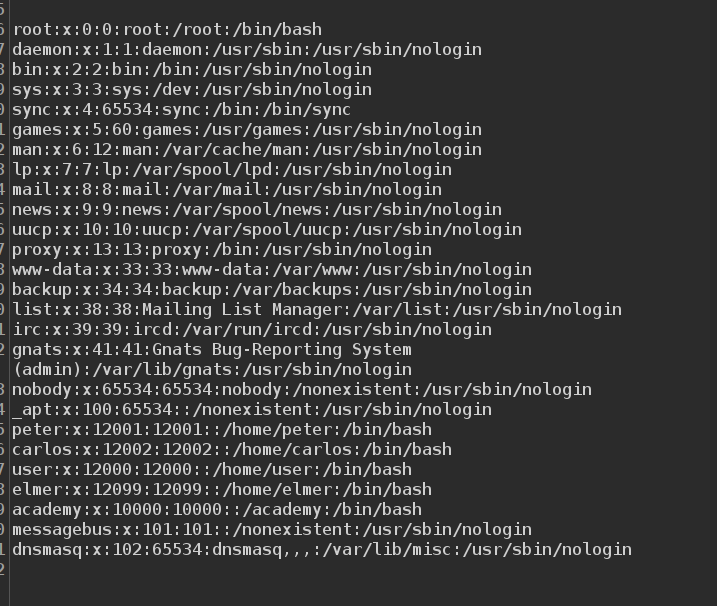 root:x:0:0:root:/root:/bin/bash
daemon:x:1:1:daemon:/usr/sbin:/usr/sbin/nologin
bin:x:2:2:bin:/bin:/usr/sbin/nologin
sys:x:3:3:sys:/dev:/usr/sbin/nologin
sync:x:4:65534:sync:/bin:/bin/sync
games:x:5:60:games:/usr/games:/usr/sbin/nologin
man:x:6:12:man:/var/cache/man:/usr/sbin/nologin
lp:x:7:7:lp:/var/spool/lpd:/usr/sbin/nologin
mail:x:8:8:mail:/var/mail:/usr/sbin/nologin
news:x:9:9:news:/var/spool/news:/usr/sbin/nologin
uucp:x:10:10:uucp:/var/spool/uucp:/usr/sbin/nologin
proxy:x:13:13:proxy:/bin:/usr/sbin/nologin
www-data:x:33:33:www-data:/var/www:/usr/sbin/nologin
backup:x:34:34:backup:/var/backups:/usr/sbin/nologin
list:x:38:38:Mailing List Manager:/var/list:/usr/sbin/nologin
irc:x:39:39:ircd:/var/run/ircd:/usr/sbin/nologin
gnats:x:41:41:Gnats Bug-Reporting System
(admin):/var/lib/gnats:/usr/sbin/nologin
nobody:x:65534:65534:nobody:/nonexistent:/usr/sbin/nologin
_apt:x:100:65534::/nonexistent:/usr/sbin/nologin
peter:x:12001:12001::/home/peter:/bin/bash
carlos:x:12002:12002::/home/carlos:/bin/bash
user:x:12000:12000::/home/user:/bin/bash
elmer:x:12099:12099::/home/elmer:/bin/bash
academy:x:10000:10000::/academy:/bin/bash
messagebus:x:101:101::/nonexistent:/usr/sbin/nologin
dnsmasq:x:102:65534:dnsmasq,,,:/var/lib/misc:/usr/sbin/nologin